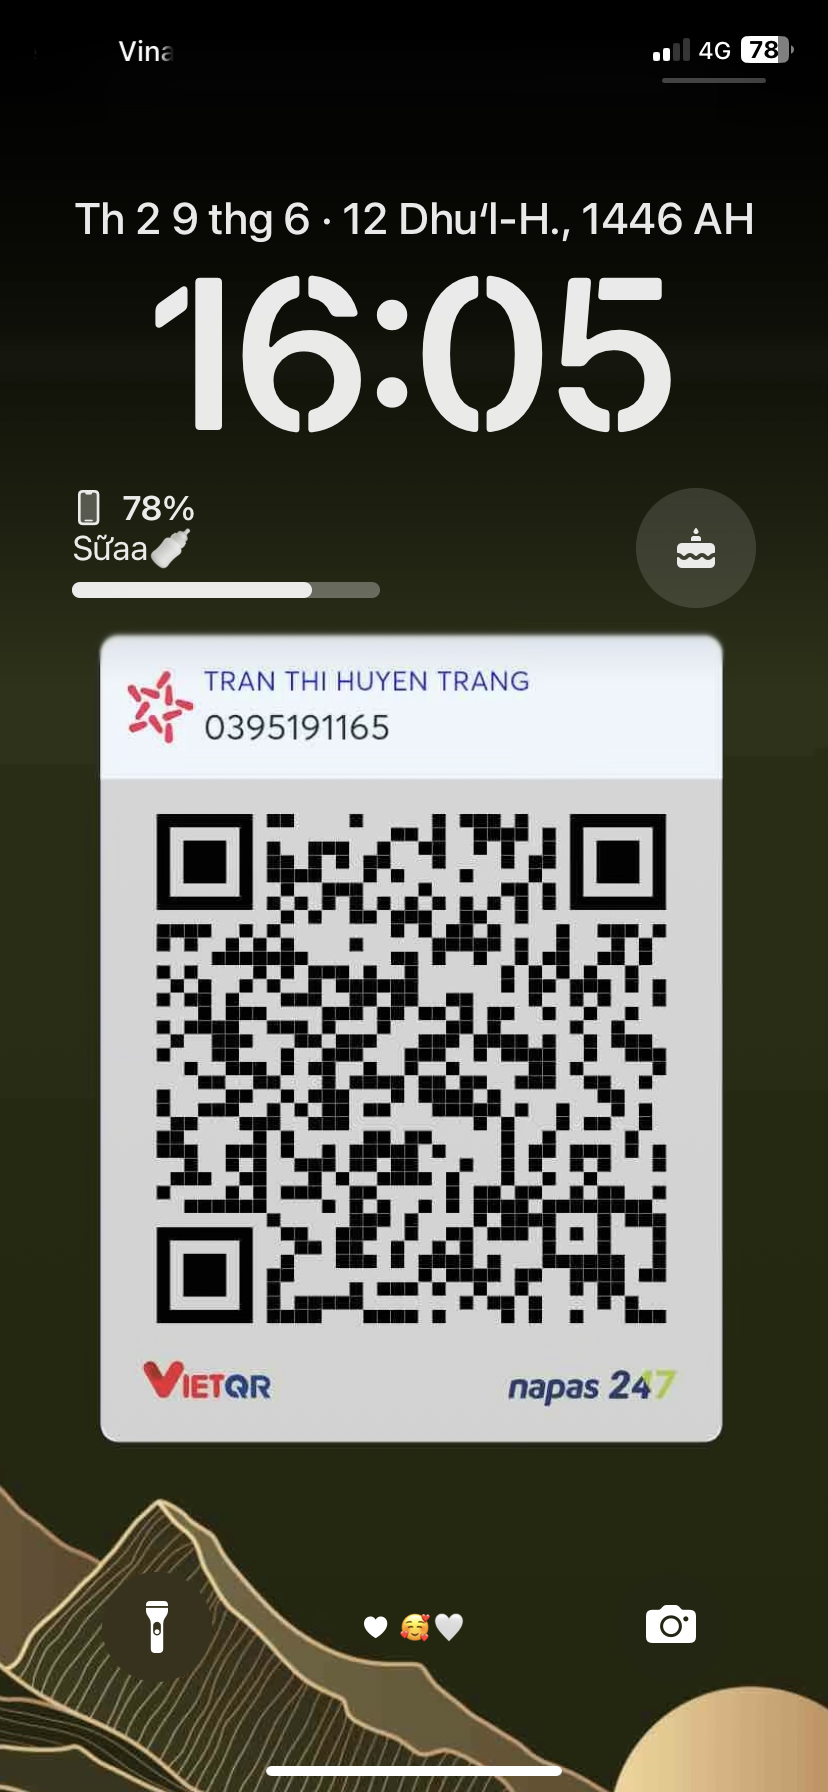 Vina
4G 78
Th 2 9 thg 6 · 12 Dhuʻl-H., 1446 AH
16:05
78%
Sữaa🍼
TRAN THI HUYEN TRANG
0395191165
VIETQR
napas 247
🥰🤍